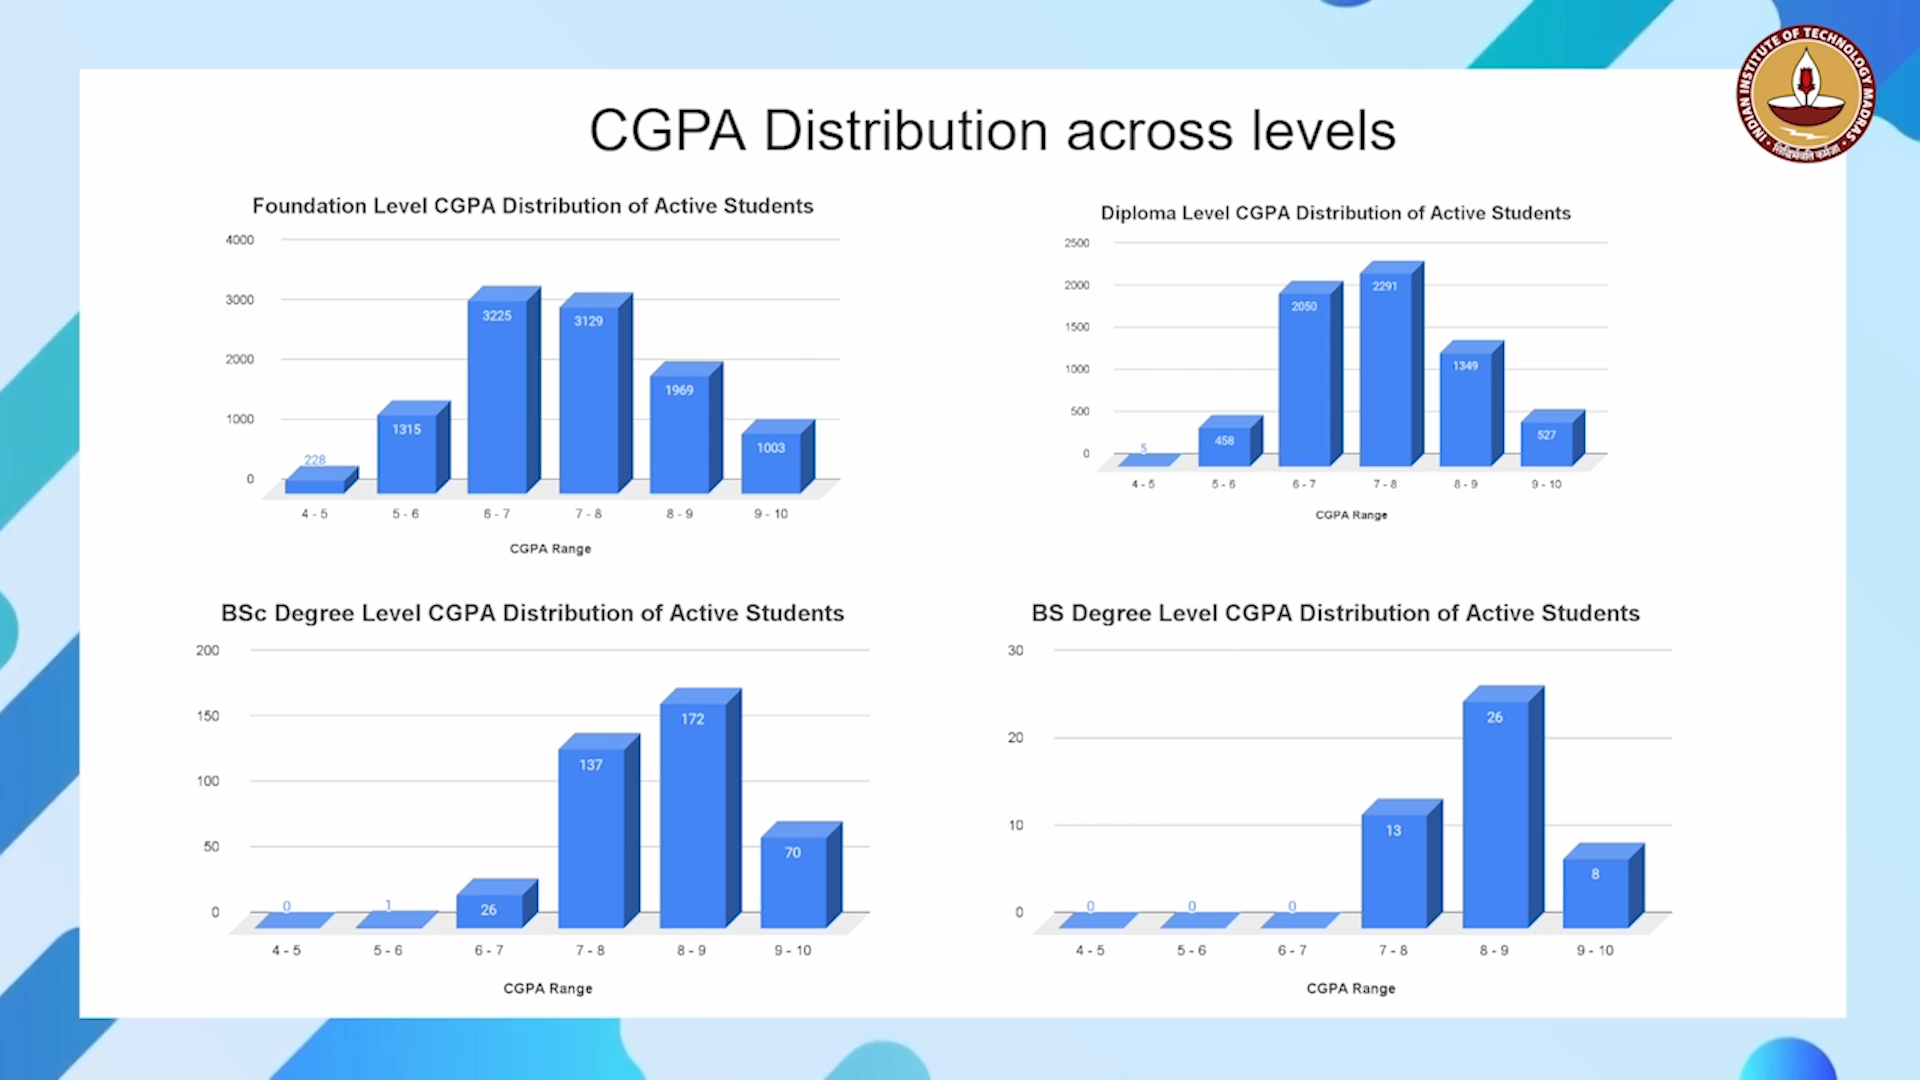 CGPA Distribution across levels
INDIAN INSTITUTE OF TECHNOLOGY MADRAS
सिद्धिर्भवति कर्मजा
Foundation Level CGPA Distribution of Active Students
4000
3000
2000
1000
0
228
1315
3225
3129
1969
1003
4 - 5
5 - 6
6 - 7
7 - 8
8 - 9
9 - 10
CGPA Range
Diploma Level CGPA Distribution of Active Students
2500
2000
1500
1000
500
0
5
458
2050
2291
1349
527
4 - 5
5 - 6
6 - 7
7 - 8
8 - 9
9 - 10
CGPA Range
BSc Degree Level CGPA Distribution of Active Students
200
150
100
50
0
0
1
26
137
172
70
4 - 5
5 - 6
6 - 7
7 - 8
8 - 9
9 - 10
CGPA Range
BS Degree Level CGPA Distribution of Active Students
30
20
10
0
0
0
0
13
26
8
4 - 5
5 - 6
6 - 7
7 - 8
8 - 9
9 - 10
CGPA Range